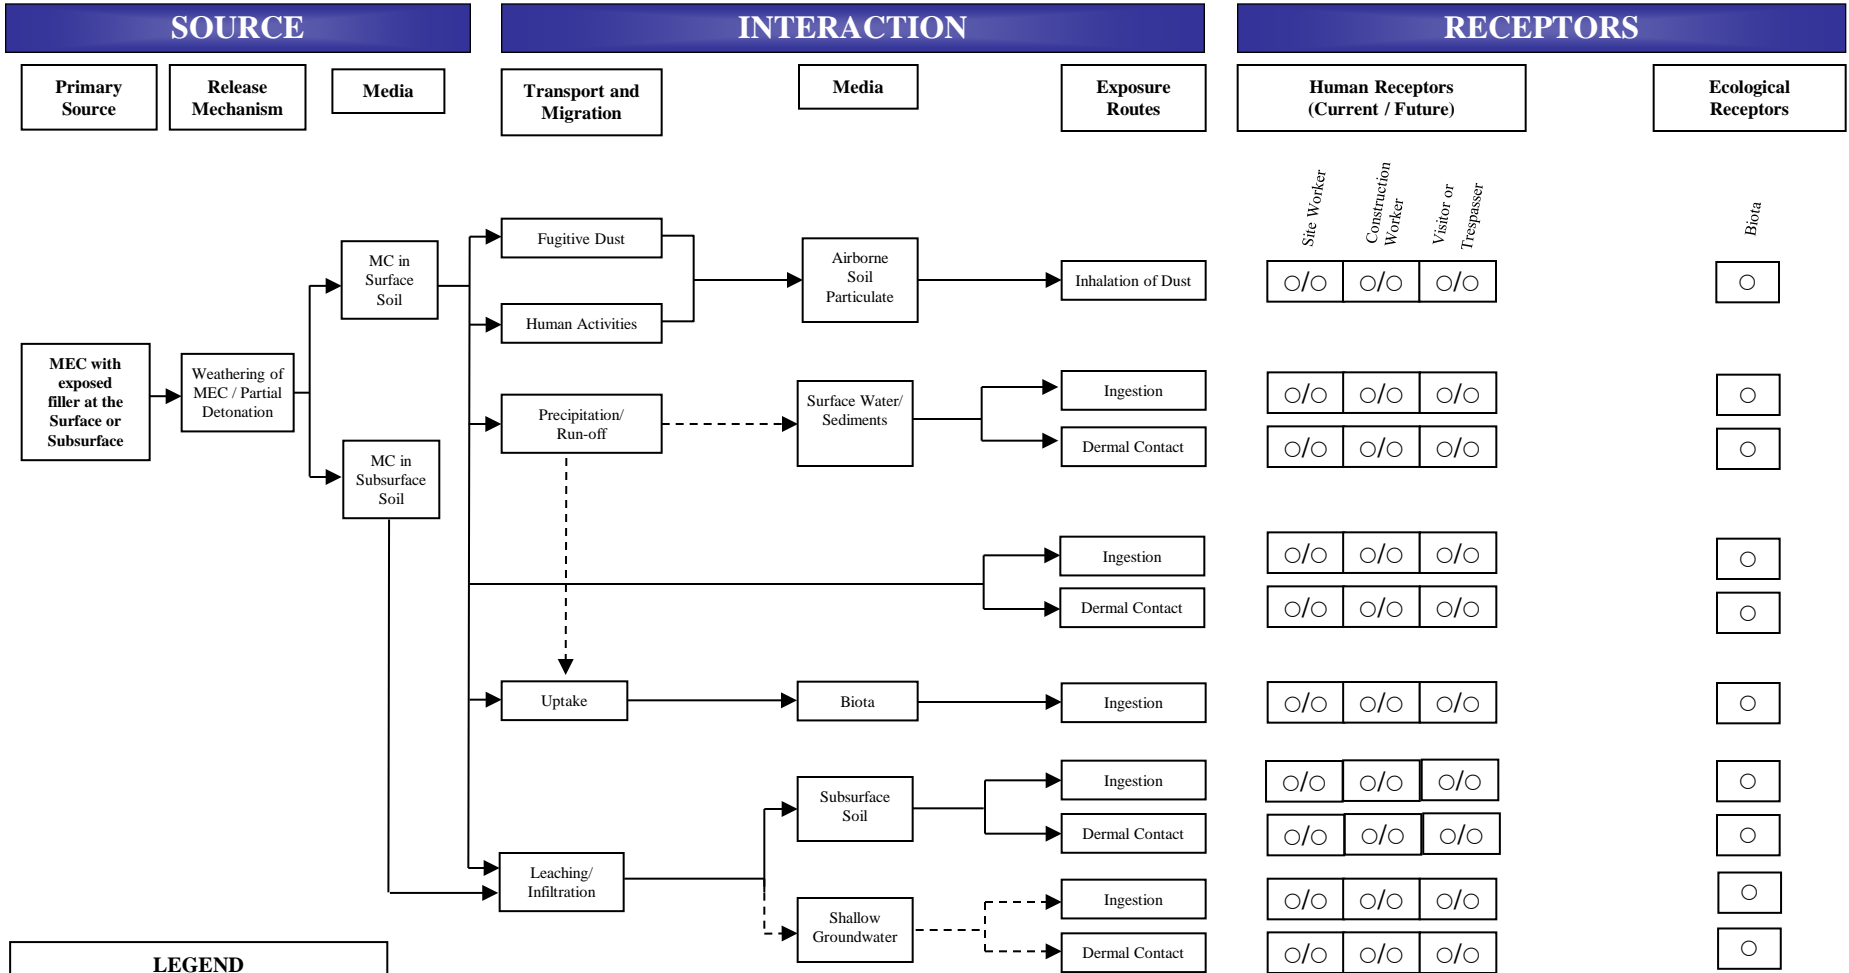 SOURCE
INTERACTION
RECEPTORS
Primary
Source
Release
Mechanism
Media
Transport and
Migration
Media
Exposure
Routes
Human Receptors
(Current / Future)
Ecological
Receptors
Site Worker
Construction
Worker
Visitor or
Trespasser
Biota
Fugitive Dust
MC in
Surface
Soil
Airborne
Soil
Particulate
Inhalation of Dust
○/○ ○/○ ○/○ ○
Human Activities
MEC with
exposed
filler at the
Surface or
Subsurface
Weathering of
MEC / Partial
Detonation
Precipitation/
Run-off
Surface Water/
Sediments
Ingestion
○/○ ○/○ ○/○ ○
Dermal Contact
○/○ ○/○ ○/○ ○
MC in
Subsurface
Soil
Ingestion
○/○ ○/○ ○/○ ○
Dermal Contact
○/○ ○/○ ○/○ ○
Uptake
Biota
Ingestion
○/○ ○/○ ○/○ ○
Subsurface
Soil
Ingestion
○/○ ○/○ ○/○ ○
Dermal Contact
○/○ ○/○ ○/○ ○
Leaching/
Infiltration
Shallow
Groundwater
Ingestion
○/○ ○/○ ○/○ ○
Dermal Contact
○/○ ○/○ ○/○ ○
LEGEND